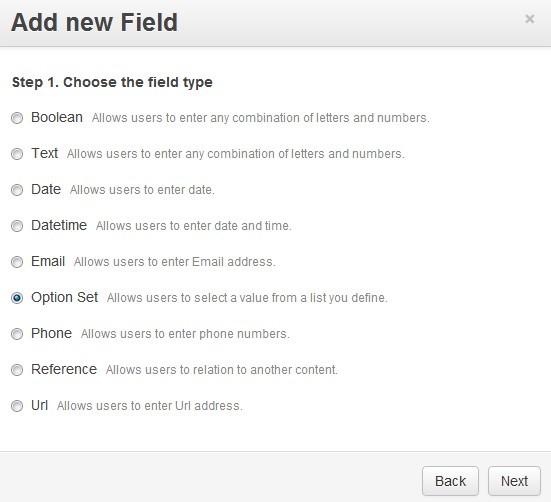 Add new Field ×
Step 1. Choose the field type
Boolean Allows users to enter any combination of letters and numbers.
Text Allows users to enter any combination of letters and numbers.
Date Allows users to enter date.
Datetime Allows users to enter date and time.
Email Allows users to enter Email address.
Option Set Allows users to select a value from a list you define.
Phone Allows users to enter phone numbers.
Reference Allows users to relation to another content.
Url Allows users to enter Url address.
Back Next